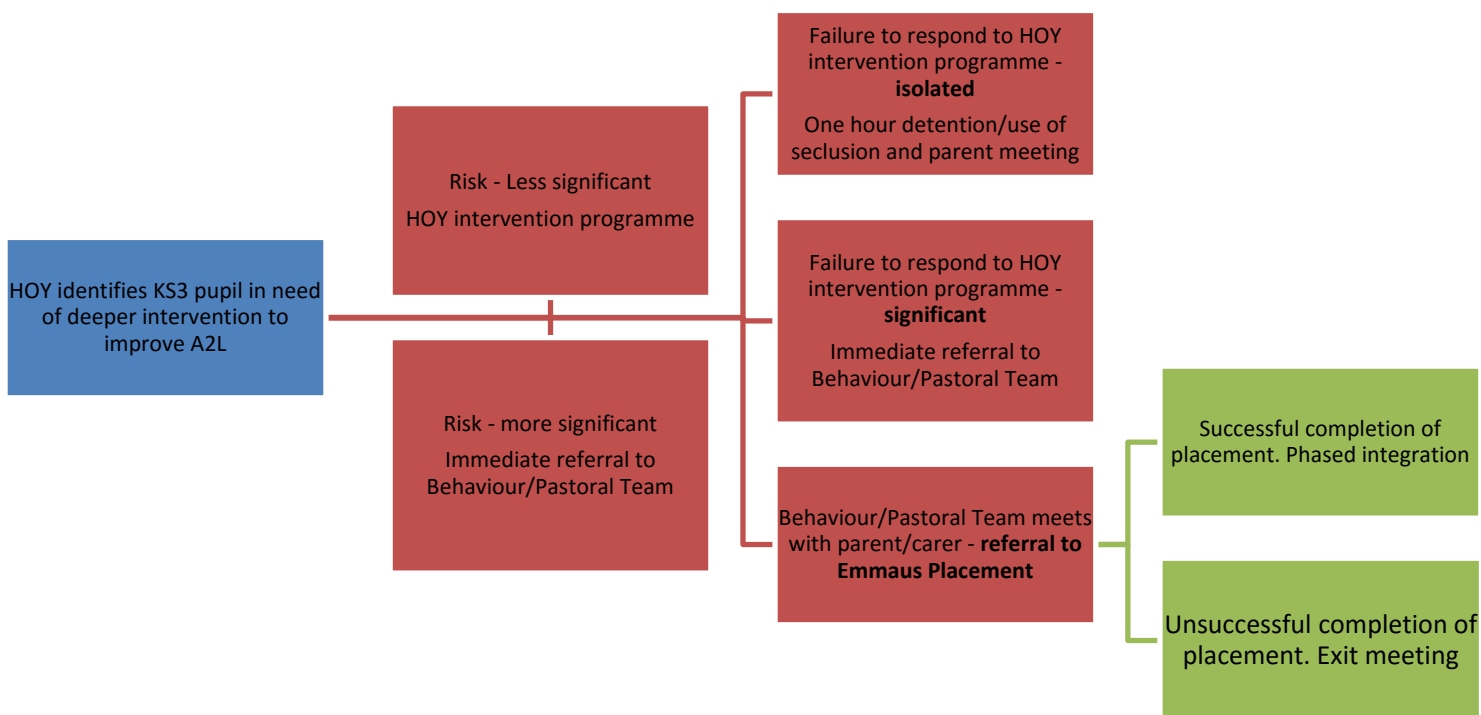 HOY identifies KS3 pupil in need
of deeper intervention to
improve A2L
Risk - Less significant
HOY intervention programme
Risk - more significant
Immediate referral to
Behaviour/Pastoral Team
Failure to respond to HOY
intervention programme -
isolated
One hour detention/use of
seclusion and parent meeting
Failure to respond to HOY
intervention programme -
significant
Immediate referral to
Behaviour/Pastoral Team
Behaviour/Pastoral Team meets
with parent/carer - referral to
Emmaus Placement
Successful completion of
placement. Phased integration
Unsuccessful completion of
placement. Exit meeting